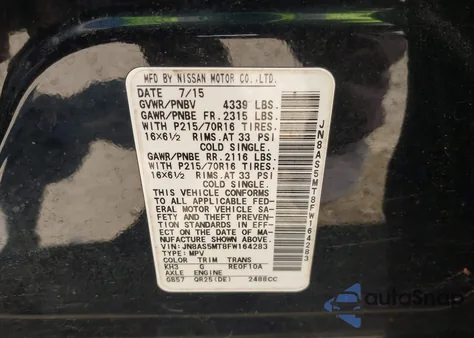 MFD BY NISSAN MOTOR CO.,LTD.
DATE 7/15
GVWR/PNBV 4339 LBS.
GAWR/PNBE FR. 2315 LBS.
WITH P215/70R16 TIRES.
16X6½ RIMS.AT 33 PSI
COLD SINGLE.
GAWR/PNBE RR. 2116 LBS.
WITH P215/70R16 TIRES.
16X6½ RIMS.AT 33 PSI
COLD SINGLE.
THIS VEHICLE CONFORMS
TO ALL APPLICABLE FED-
ERAL MOTOR VEHICLE SA-
FETY AND THEFT PREVEN-
TION STANDARDS IN EFF-
ECT ON THE DATE OF MA-
NUFACTURE SHOWN ABOVE.
VIN: JN8AS5MT8FW164283
TYPE: MPV
COLOR TRIM TRANS
KH3 G RE0F10A
AXLE ENGINE
GB57 QR25(DE) 2488CC
JN8AS5MT8FW164283
AutoSnap